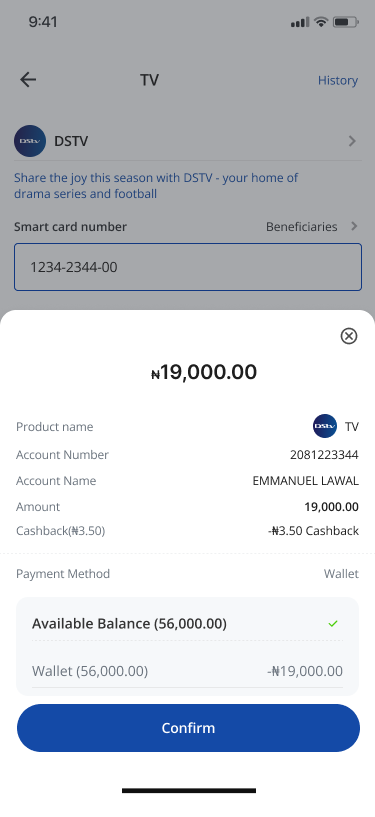 9:41
TV
History
DStv
DSTV
Share the joy this season with DSTV - your home of
drama series and football
Smart card number
Beneficiaries
1234-2344-00
₦19,000.00
Product name
DStv
TV
Account Number
2081223344
Account Name
EMMANUEL LAWAL
Amount
19,000.00
Cashback(₦3.50)
-₦3.50 Cashback
Payment Method
Wallet
Available Balance (56,000.00)
Wallet (56,000.00)
-₦19,000.00
Confirm